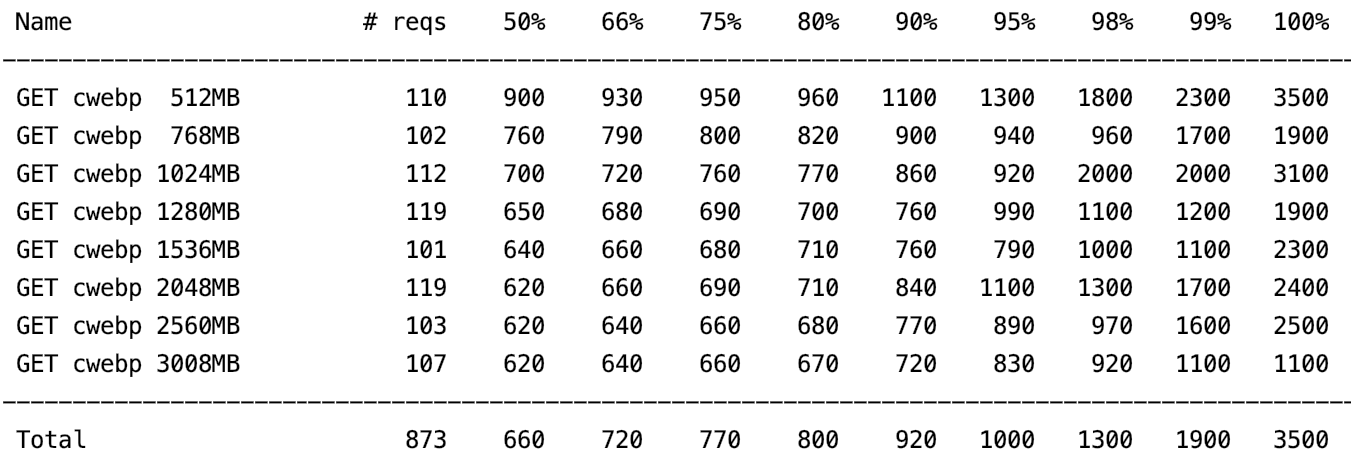 Name # reqs 50% 66% 75% 80% 90% 95% 98% 99% 100%
GET cwebp 512MB 110 900 930 950 960 1100 1300 1800 2300 3500
GET cwebp 768MB 102 760 790 800 820 900 940 960 1700 1900
GET cwebp 1024MB 112 700 720 760 770 860 920 2000 2000 3100
GET cwebp 1280MB 119 650 680 690 700 760 990 1100 1200 1900
GET cwebp 1536MB 101 640 660 680 710 760 790 1000 1100 2300
GET cwebp 2048MB 119 620 660 690 710 840 1100 1300 1700 2400
GET cwebp 2560MB 103 620 640 660 680 770 890 970 1600 2500
GET cwebp 3008MB 107 620 640 660 670 720 830 920 1100 1100
Total 873 660 720 770 800 920 1000 1300 1900 3500